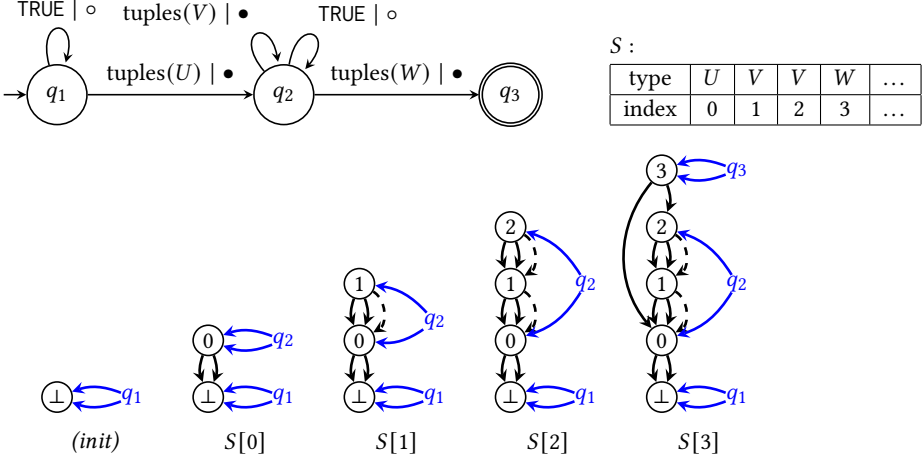 TRUE | ○ tuples(V) | ● TRUE | ○
tuples(U) | ● tuples(W) | ●
q1 q2 q3
S :
type U V V W ...
index 0 1 2 3 ...
3 q3
2 2
1 1 q2 1 q2
0 q2 0 q2 0 0
⊥ q1 ⊥ q1 ⊥ q1 ⊥ q1 ⊥ q1
(init) S[0] S[1] S[2] S[3]